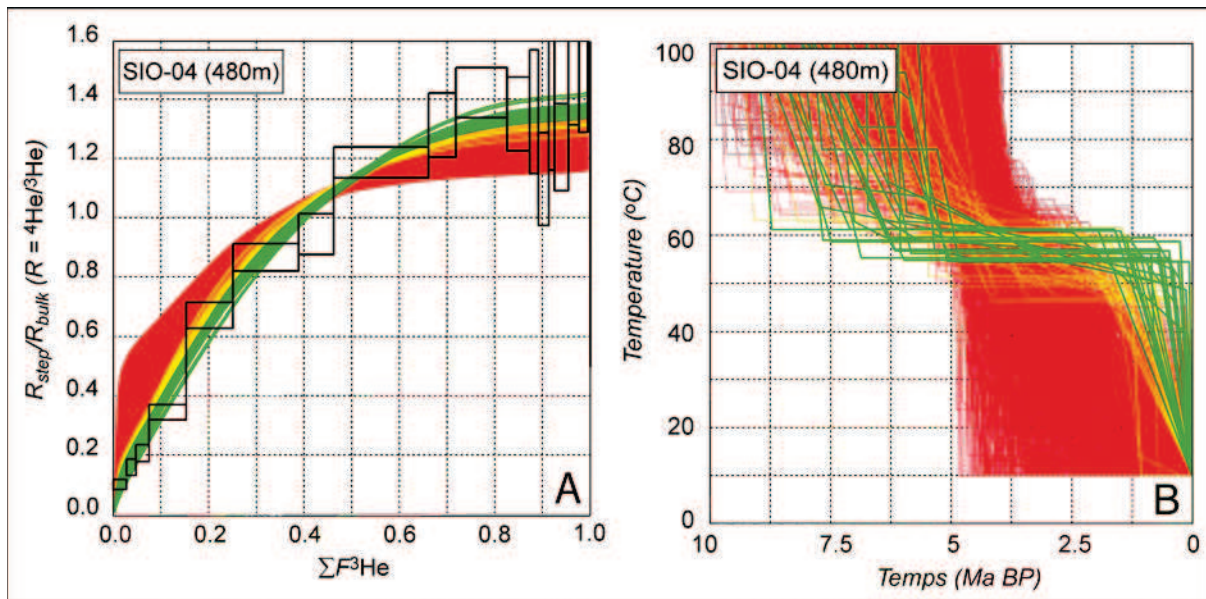 SIO-04 (480m)
1.6
1.4
1.2
1.0
0.8
0.6
0.4
0.2
0.0
Rstep/Rbulk (R = ⁴He/³He)
0.0 0.2 0.4 0.6 0.8 1.0
∑F³He
A
SIO-04 (480m)
100
80
60
40
20
0
Temperature (°C)
10 7.5 5 2.5 0
Temps (Ma BP)
B